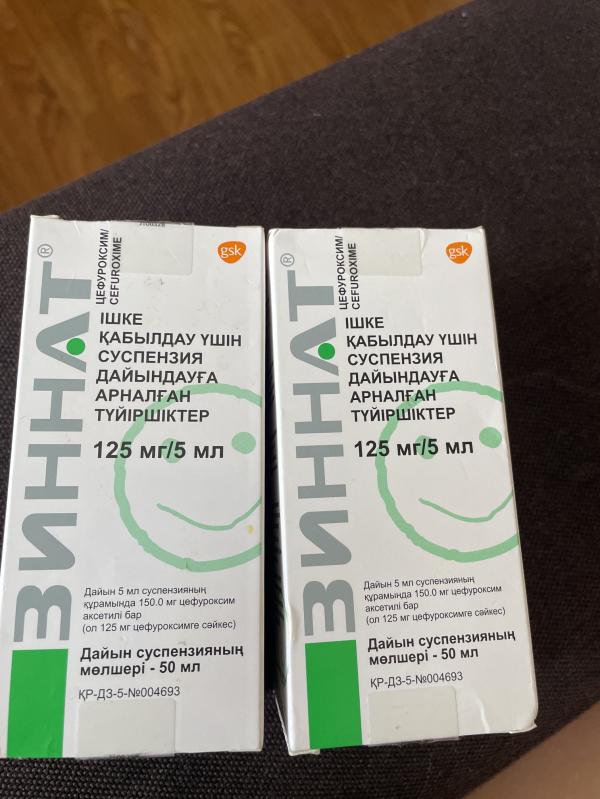 ЗИННАТ®
ЦЕФУРОКСИМ/
CEFUROXIME
gsk
ІШКЕ
ҚАБЫЛДАУ ҮШІН
СУСПЕНЗИЯ
ДАЙЫНДАУҒА
АРНАЛҒАН
ТҮЙІРШІКТЕР
125 мг/5 мл
Дайын 5 мл суспензияның
құрамында 150.0 мг цефуроксим
аксетилі бар
(ол 125 мг цефуроксимге сәйкес)
Дайын суспензияның
мөлшері - 50 мл
ҚР-ДЗ-5-№004693
ЗИННАТ®
ЦЕФУРОКСИМ/
CEFUROXIME
gsk
ІШКЕ
ҚАБЫЛДАУ ҮШІН
СУСПЕНЗИЯ
ДАЙЫНДАУҒА
АРНАЛҒАН
ТҮЙІРШІКТЕР
125 мг/5 мл
Дайын 5 мл суспензияның
құрамында 150.0 мг цефуроксим
аксетилі бар
(ол 125 мг цефуроксимге сәйкес)
Дайын суспензияның
мөлшері - 50 мл
ҚР-ДЗ-5-№004693